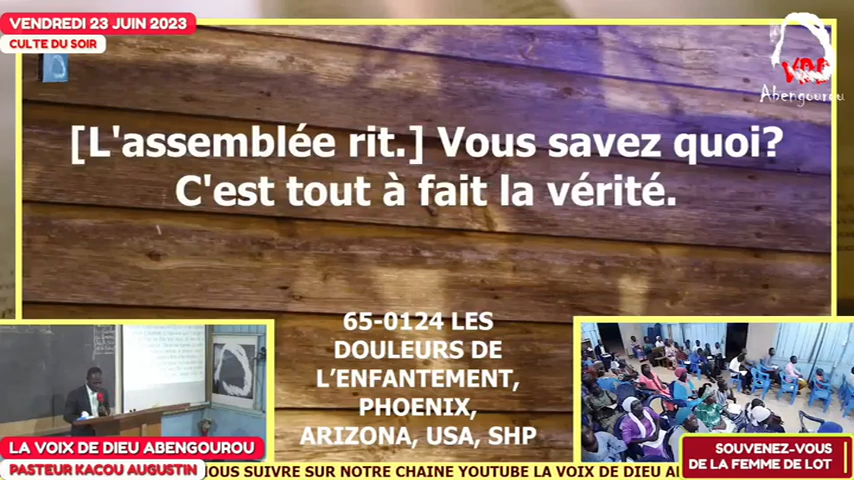 VENDREDI 23 JUIN 2023
CULTE DU SOIR
VDD
Abengourou
[L'assemblée rit.] Vous savez quoi?
C'est tout à fait la vérité.
65-0124 LES
DOULEURS DE
L’ENFANTEMENT,
PHOENIX,
ARIZONA, USA, SHP
LA VOIX DE DIEU ABENGOUROU
PASTEUR KACOU AUGUSTIN
NOUS SUIVRE SUR NOTRE CHAINE YOUTUBE LA VOIX DE DIEU A
SOUVENEZ-VOUS
DE LA FEMME DE LOT